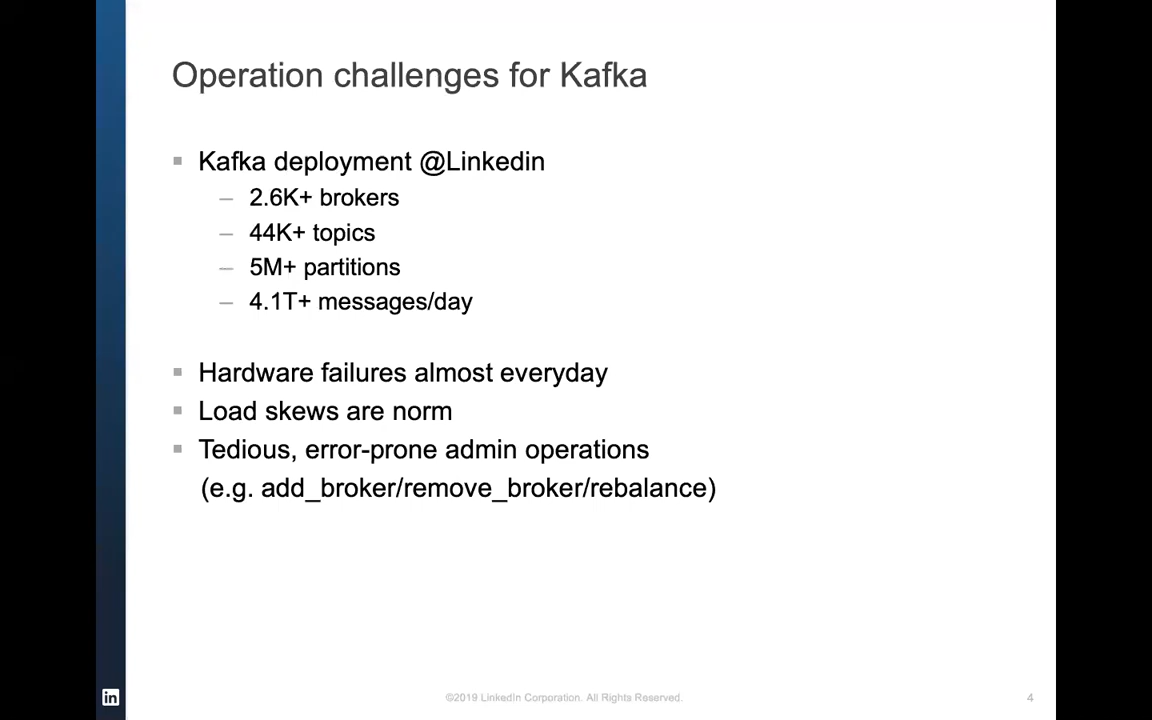 Operation challenges for Kafka
Kafka deployment @Linkedin
– 2.6K+ brokers
– 44K+ topics
– 5M+ partitions
– 4.1T+ messages/day
Hardware failures almost everyday
Load skews are norm
Tedious, error-prone admin operations
(e.g. add_broker/remove_broker/rebalance)
in
©2019 LinkedIn Corporation. All Rights Reserved.
4